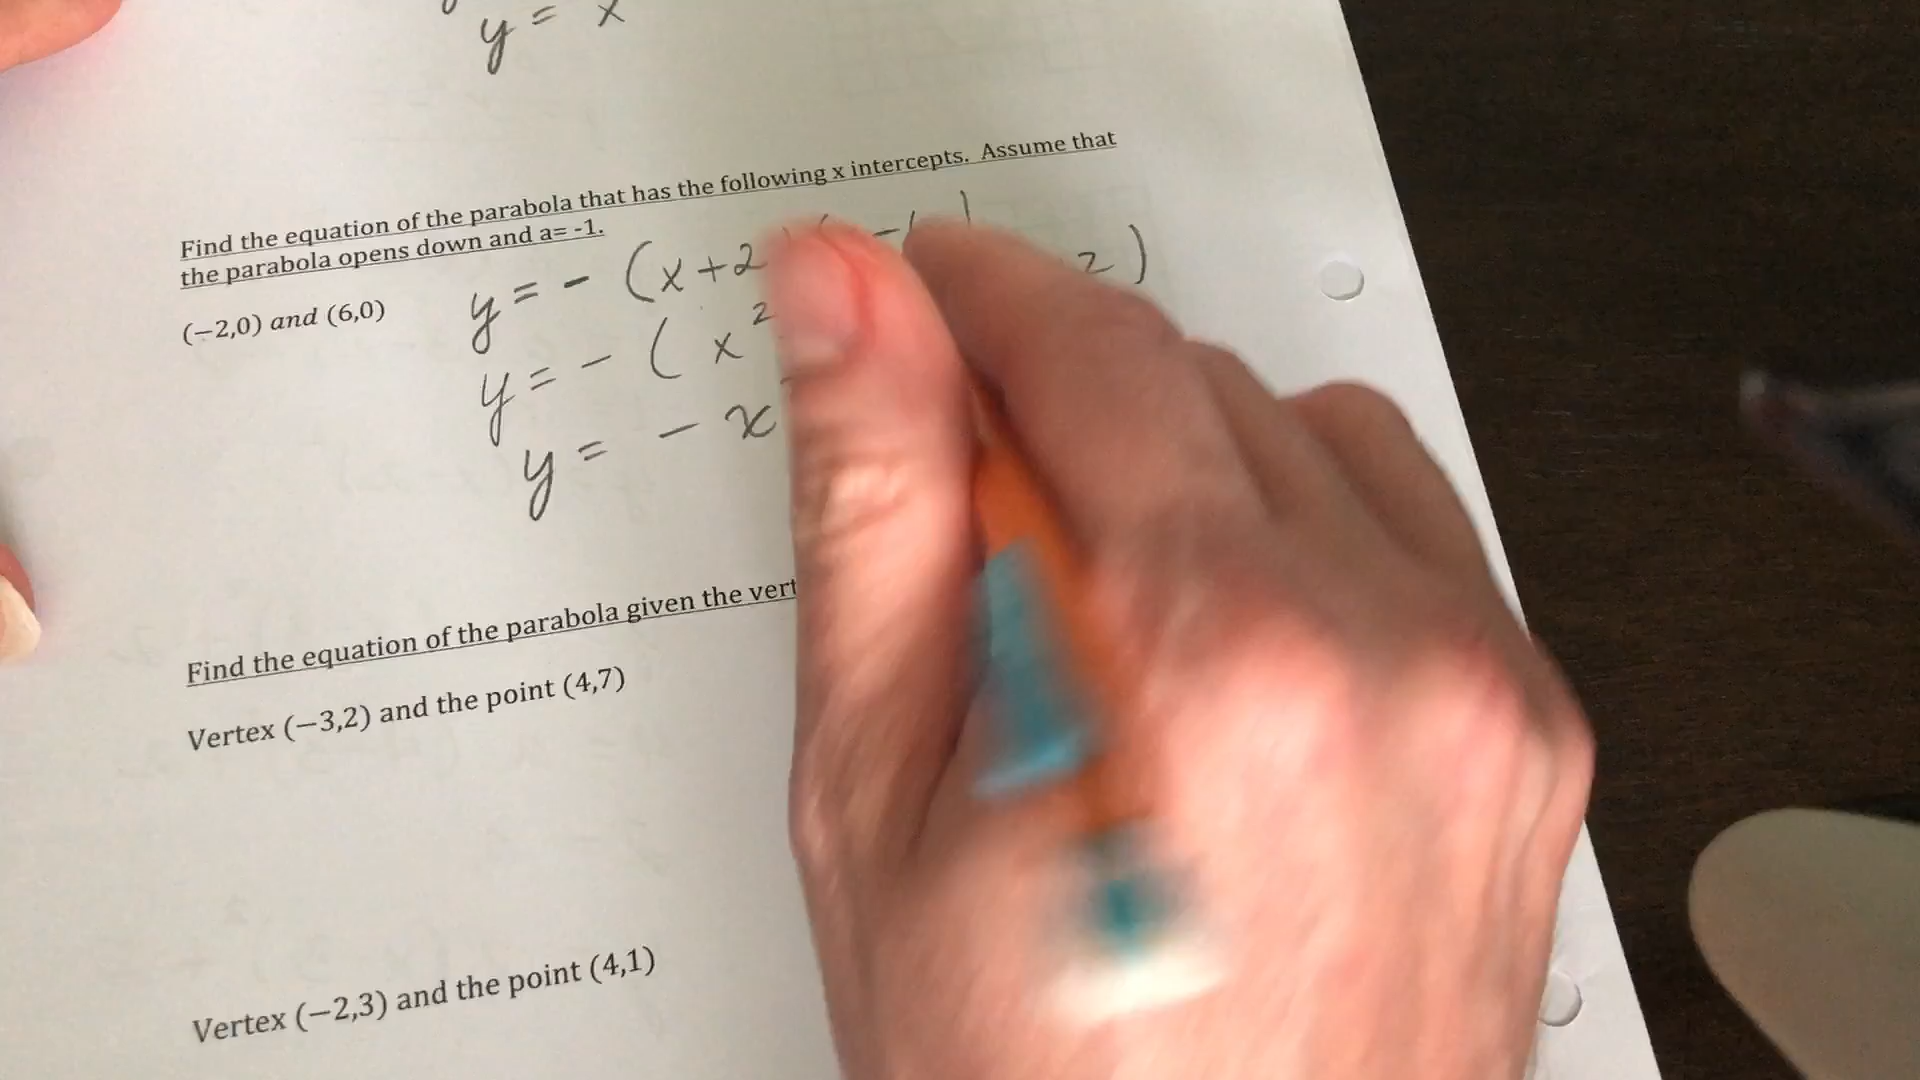 y = x
Find the equation of the parabola that has the following x intercepts. Assume that
the parabola opens down and a= -1.
(−2,0) and (6,0)
y = - (x+2
2)
y = - ( x²
y = - x
Find the equation of the parabola given the vert
Vertex (−3,2) and the point (4,7)
Vertex (−2,3) and the point (4,1)